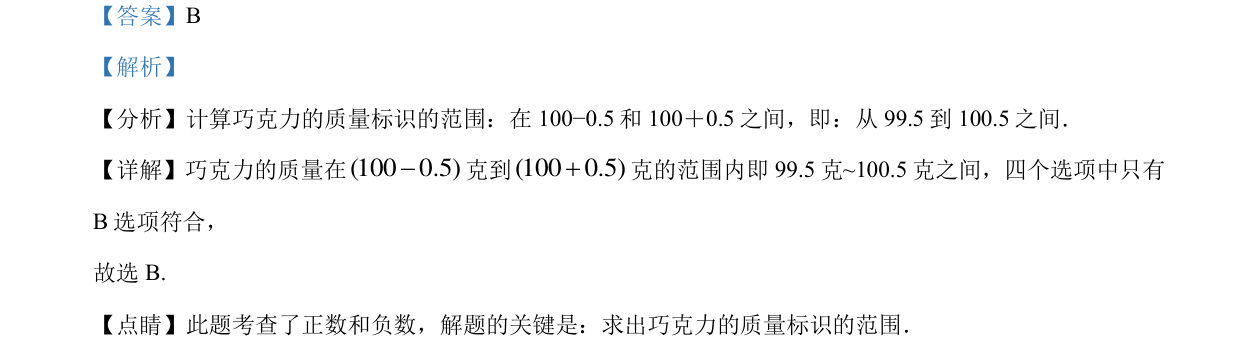 【答案】B
【解析】
【分析】计算巧克力的质量标识的范围：在 100−0.5 和 100＋0.5 之间，即：从 99.5 到 100.5 之间．
【详解】巧克力的质量在(100−0.5) 克到(100+0.5) 克的范围内即 99.5 克~100.5 克之间，四个选项中只有
B 选项符合，
故选 B.
【点睛】此题考查了正数和负数，解题的关键是：求出巧克力的质量标识的范围．